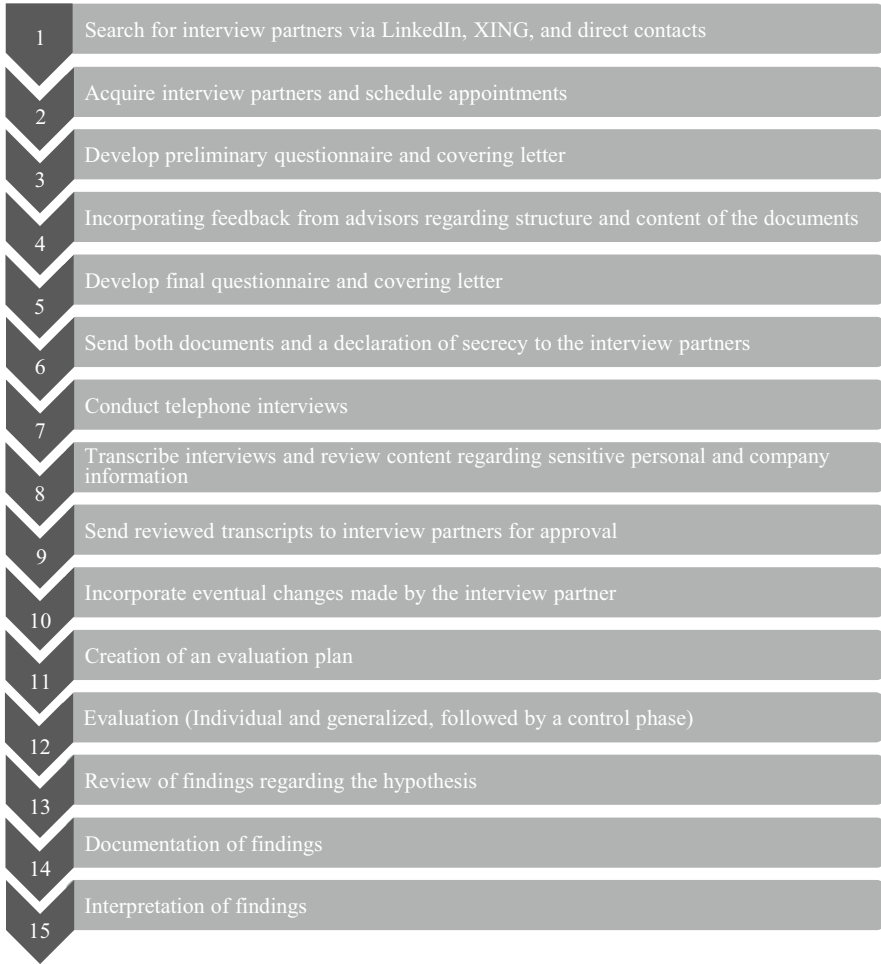 1
Search for interview partners via LinkedIn, XING, and direct contacts
2
Acquire interview partners and schedule appointments
3
Develop preliminary questionnaire and covering letter
4
Incorporating feedback from advisors regarding structure and content of the documents
5
Develop final questionnaire and covering letter
6
Send both documents and a declaration of secrecy to the interview partners
7
Conduct telephone interviews
8
Transcribe interviews and review content regarding sensitive personal and company
information
9
Send reviewed transcripts to interview partners for approval
10
Incorporate eventual changes made by the interview partner
11
Creation of an evaluation plan
12
Evaluation (Individual and generalized, followed by a control phase)
13
Review of findings regarding the hypothesis
14
Documentation of findings
15
Interpretation of findings